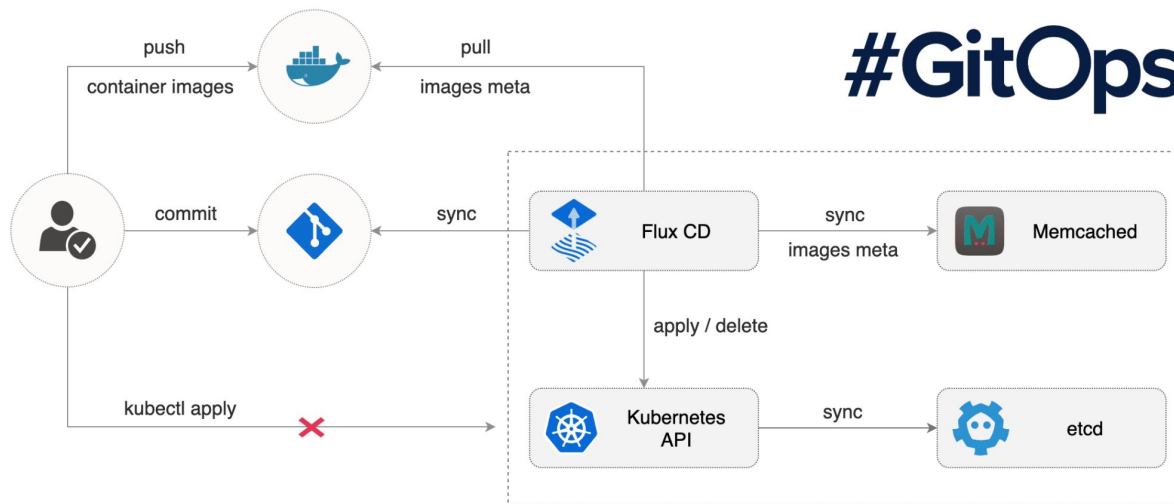 #GitOps
push
container images
pull
images meta
commit
sync
Flux CD
sync
images meta
M
Memcached
apply / delete
kubectl apply
Kubernetes
API
sync
etcd